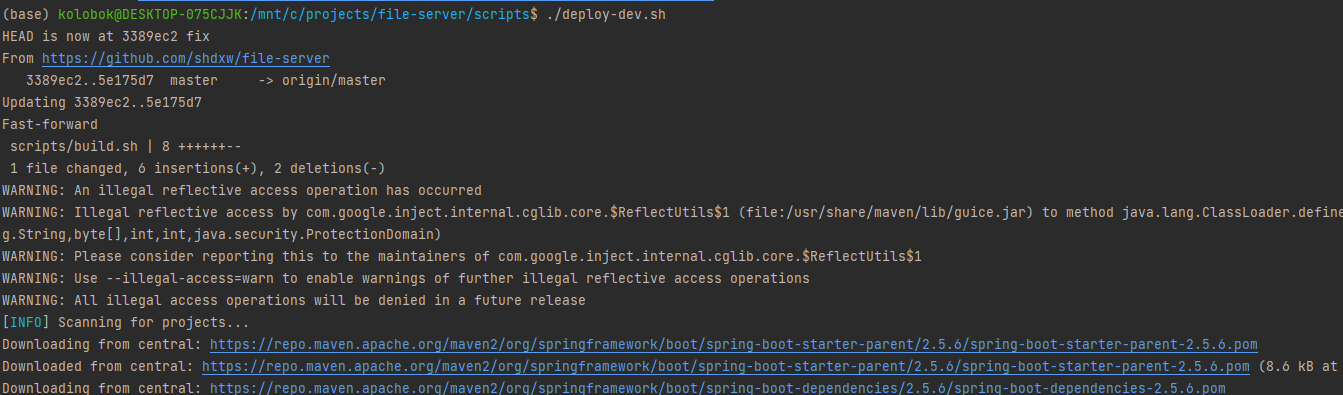 (base) kolobok@DESKTOP-075CJJK:/mnt/c/projects/file-server/scripts$ ./deploy-dev.sh
HEAD is now at 3389ec2 fix
From https://github.com/shdxw/file-server
   3389ec2..5e175d7  master     -> origin/master
Updating 3389ec2..5e175d7
Fast-forward
 scripts/build.sh | 8 ++++++--
 1 file changed, 6 insertions(+), 2 deletions(-)
WARNING: An illegal reflective access operation has occurred
WARNING: Illegal reflective access by com.google.inject.internal.cglib.core.$ReflectUtils$1 (file:/usr/share/maven/lib/guice.jar) to method java.lang.ClassLoader.define
g.String,byte[],int,int,java.security.ProtectionDomain)
WARNING: Please consider reporting this to the maintainers of com.google.inject.internal.cglib.core.$ReflectUtils$1
WARNING: Use --illegal-access=warn to enable warnings of further illegal reflective access operations
WARNING: All illegal access operations will be denied in a future release
[INFO] Scanning for projects...
Downloading from central: https://repo.maven.apache.org/maven2/org/springframework/boot/spring-boot-starter-parent/2.5.6/spring-boot-starter-parent-2.5.6.pom
Downloaded from central: https://repo.maven.apache.org/maven2/org/springframework/boot/spring-boot-starter-parent/2.5.6/spring-boot-starter-parent-2.5.6.pom (8.6 kB at
Downloading from central: https://repo.maven.apache.org/maven2/org/springframework/boot/spring-boot-dependencies/2.5.6/spring-boot-dependencies-2.5.6.pom